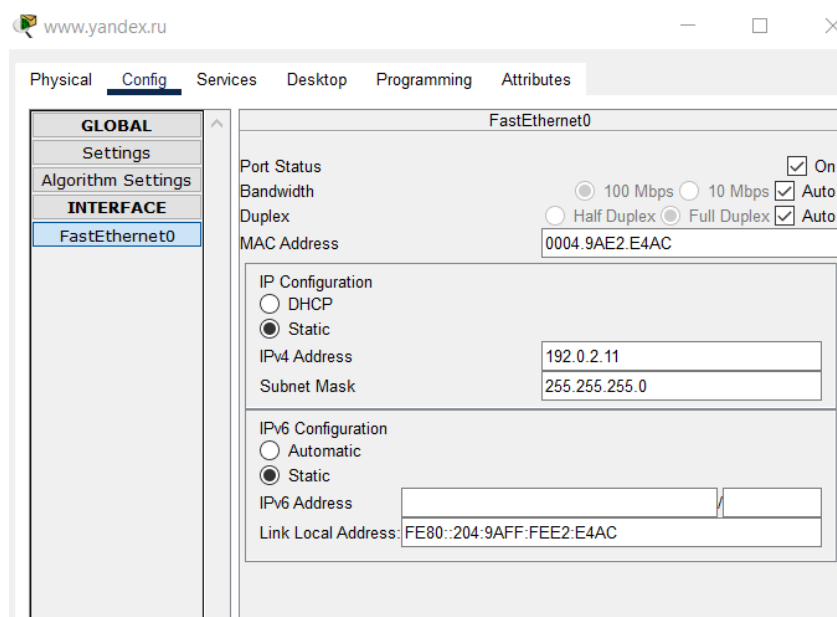 www.yandex.ru
Physical Config Services Desktop Programming Attributes
GLOBAL
Settings
Algorithm Settings
INTERFACE
FastEthernet0
FastEthernet0
Port Status On
Bandwidth 100 Mbps 10 Mbps Auto
Duplex Half Duplex Full Duplex Auto
MAC Address 0004.9AE2.E4AC
IP Configuration
DHCP
Static
IPv4 Address 192.0.2.11
Subnet Mask 255.255.255.0
IPv6 Configuration
Automatic
Static
IPv6 Address /
Link Local Address: FE80::204:9AFF:FEE2:E4AC